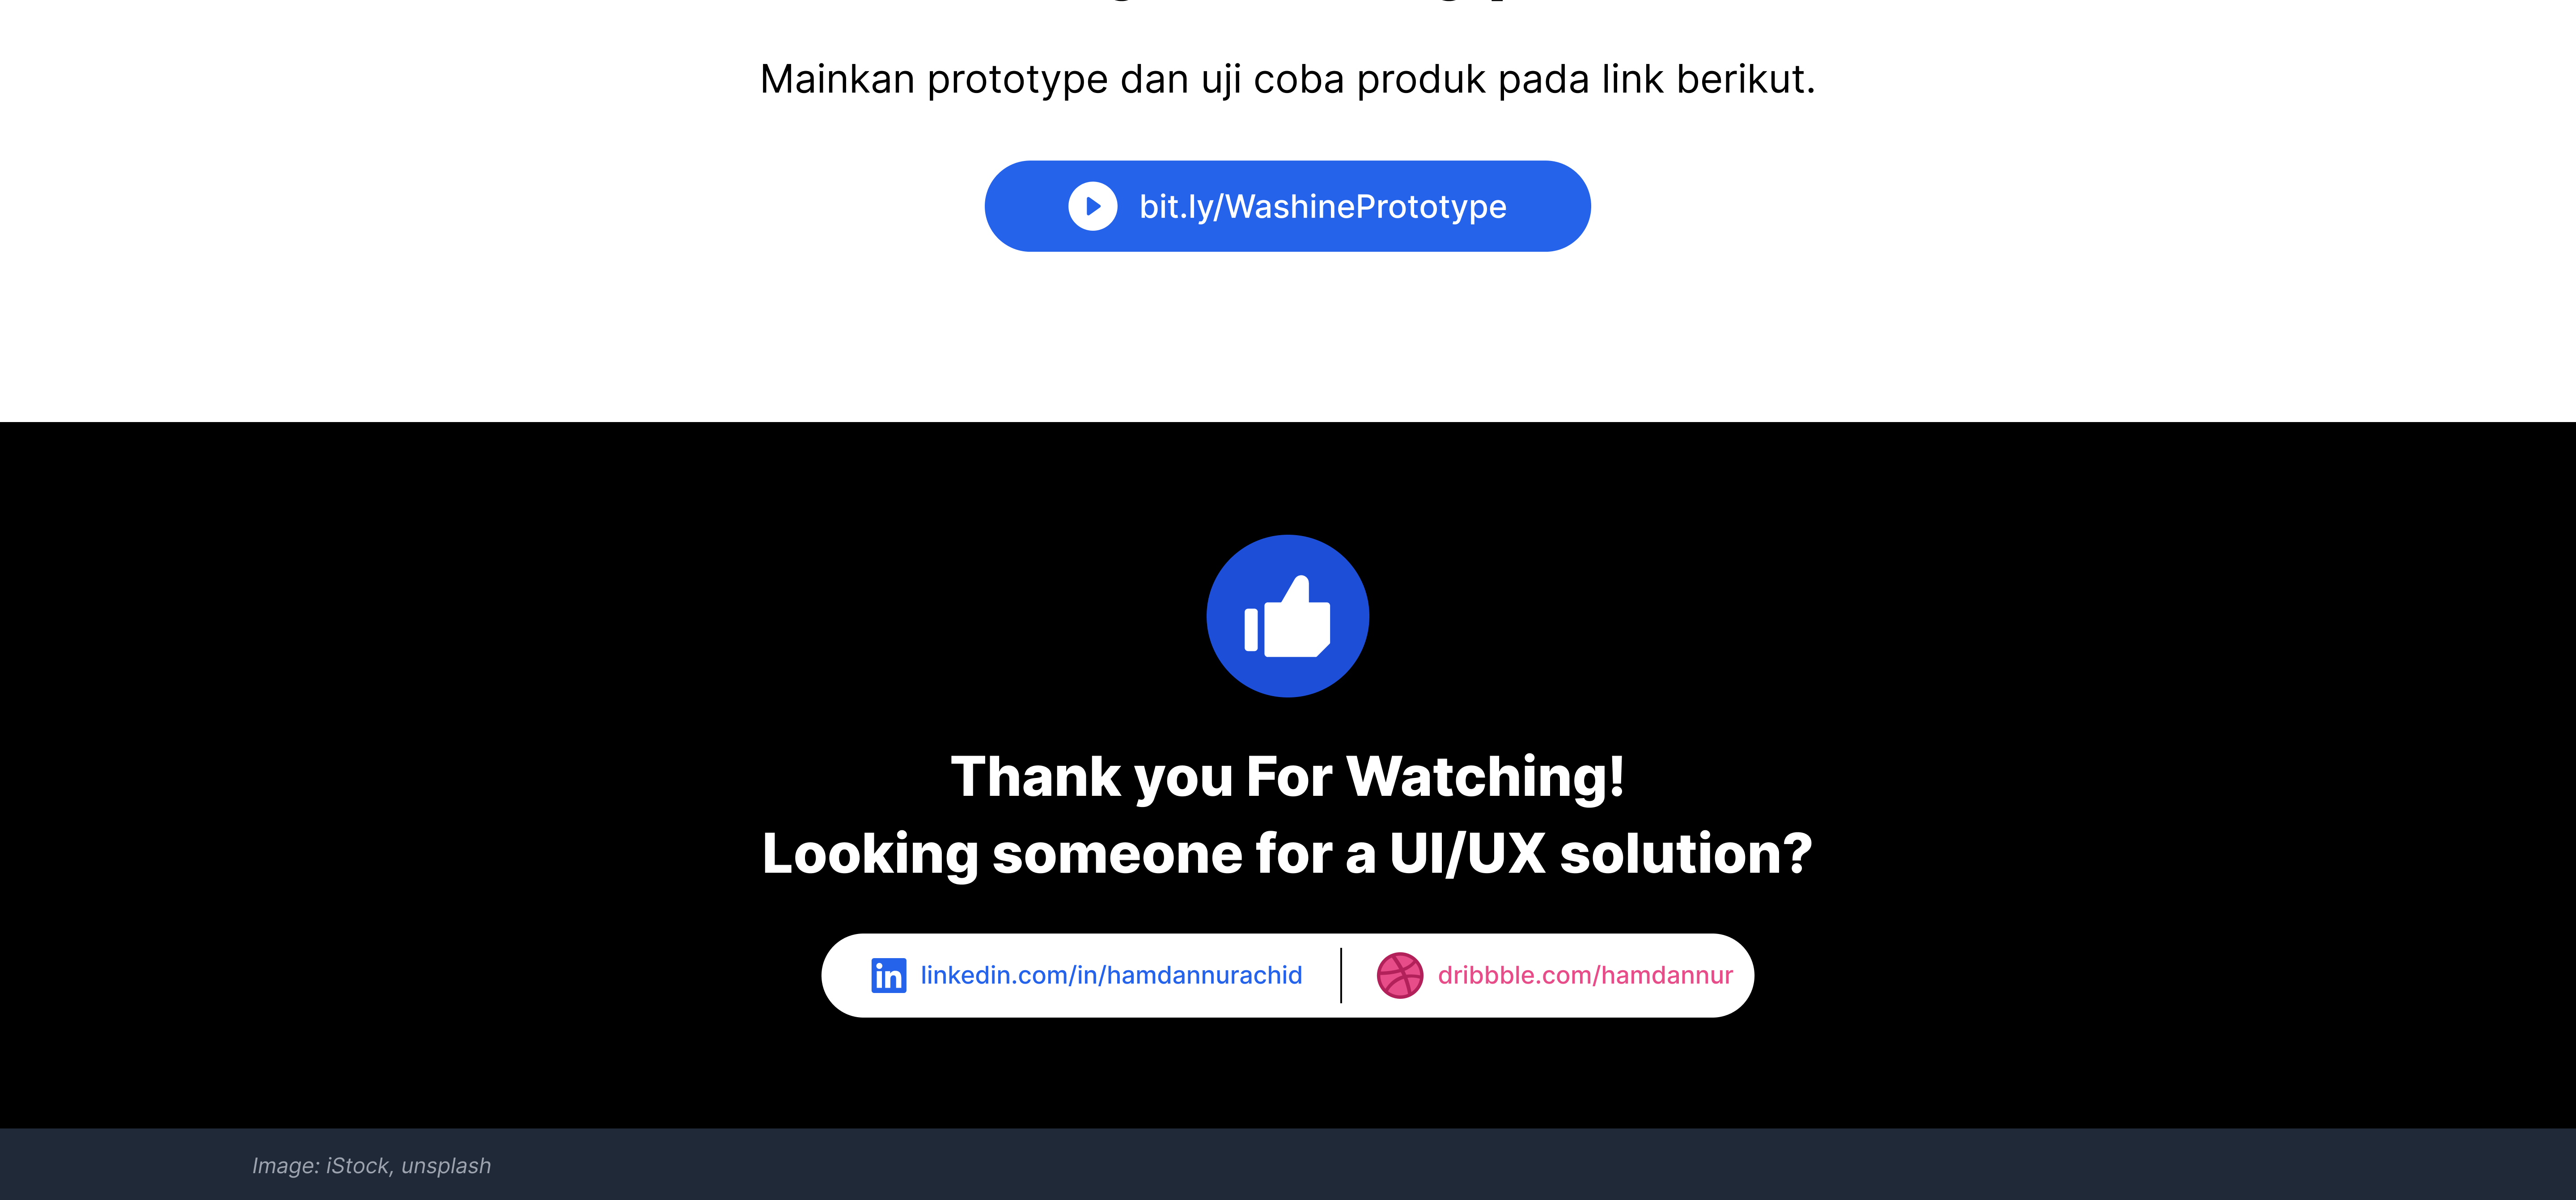 Mainkan prototype dan uji coba produk pada link berikut.
bit.ly/WashinePrototype
Thank you For Watching!
Looking someone for a UI/UX solution?
linkedin.com/in/hamdannurachid
dribbble.com/hamdannur
Image: iStock, unsplash